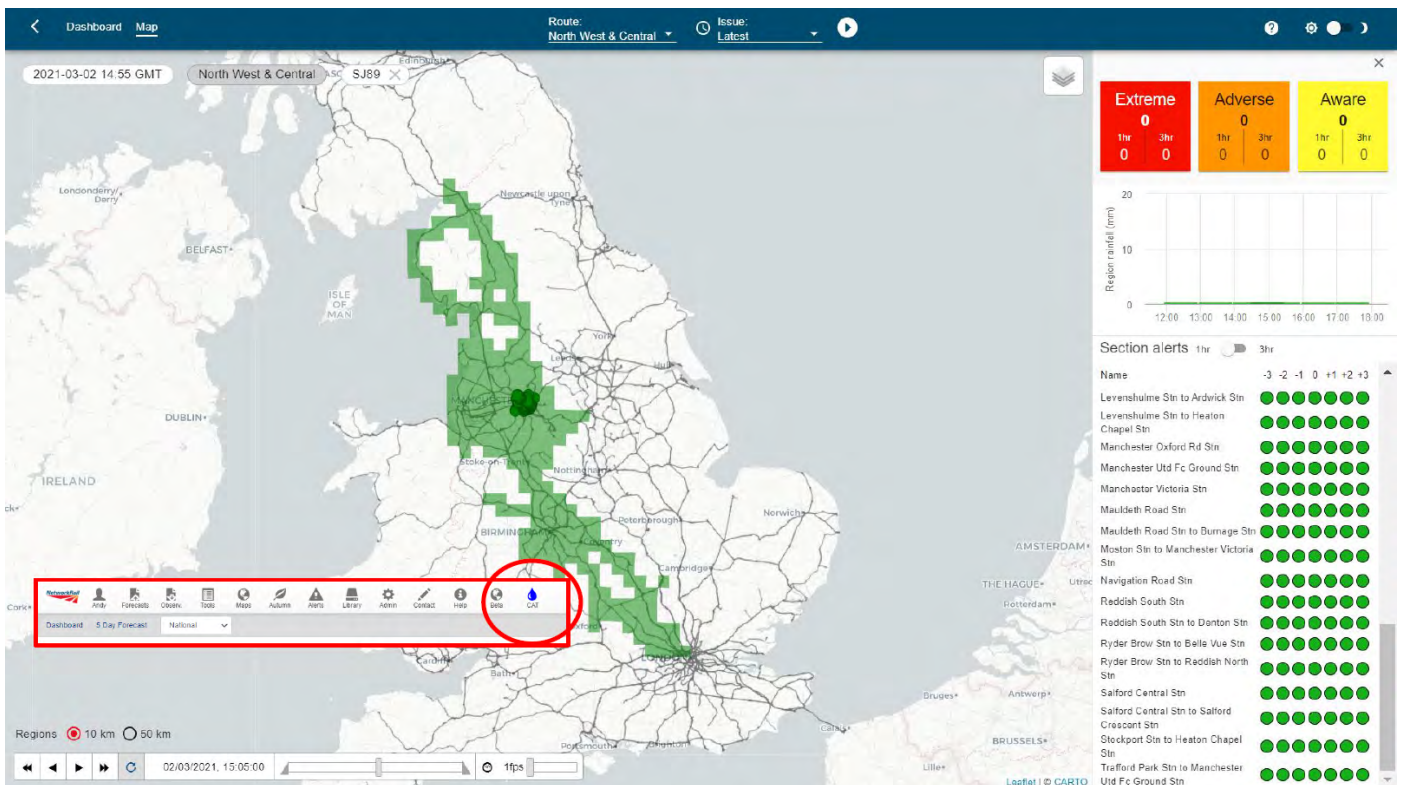 Dashboard Map
Route:
North West & Central
Issue:
Latest
?
2021-03-02 14:55 GMT
North West & Central
SJ89
Edinburgh
Londonderry/
Derry
Newcastle upon
Tyne
BELFAST
ISLE
OF
MAN
York
Leeds
Hull
MANCHESTER
DUBLIN
IRELAND
Stoke-on-Trent
Nottingham
Norwich
Peterborough
BIRMINGHAM
Coventry
Cambridge
AMSTERDAM
THE HAGUE
Utrec
Rotterdam
Cork
NetworkRail
Andy Forecasts Observ. Tools Maps Autumn Alerts Library Admin Contact Help Beta CAT
Dashboard 5 Day Forecast National
Oxford
Cardiff
LONDON
Bath
Bruges
Antwerp
Calais
BRUSSELS
Portsmouth
Brighton
Lille
Regions 10 km 50 km
02/03/2021, 15:05:00
1fps
Leaflet | © CARTO
Extreme
0
1hr 3hr
0 0
Adverse
0
1hr 3hr
0 0
Aware
0
1hr 3hr
0 0
Region rainfall (mm)
20
10
0
12:00 13:00 14:00 15:00 16:00 17:00 18:00
Section alerts 1hr 3hr
Name -3 -2 -1 0 +1 +2 +3
Levenshulme Stn to Ardwick Stn
Levenshulme Stn to Heaton
Chapel Stn
Manchester Oxford Rd Stn
Manchester Utd Fc Ground Stn
Manchester Victoria Stn
Mauldeth Road Stn
Mauldeth Road Stn to Burnage Stn
Moston Stn to Manchester Victoria
Stn
Navigation Road Stn
Reddish South Stn
Reddish South Stn to Denton Stn
Ryder Brow Stn to Belle Vue Stn
Ryder Brow Stn to Reddish North
Stn
Salford Central Stn
Salford Central Stn to Salford
Crescent Stn
Stockport Stn to Heaton Chapel
Stn
Trafford Park Stn to Manchester
Utd Fc Ground Stn